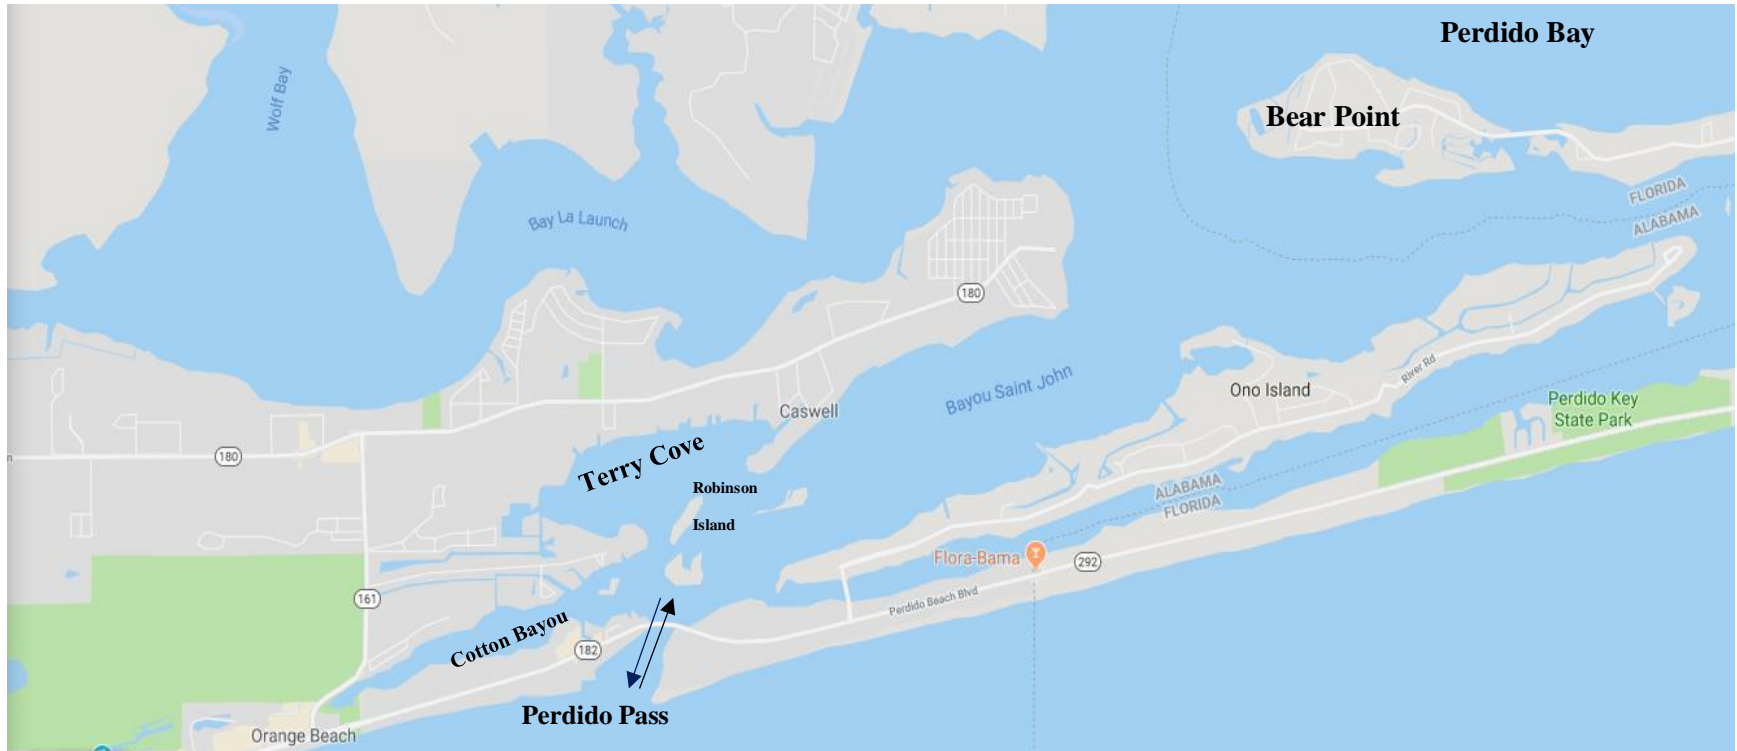 Perdido Bay
Wolf Bay
Bear Point
FLORIDA
ALABAMA
Bay La Launch
180
River Rd
Ono Island
Bayou Saint John
Perdido Key
State Park
Caswell
180
Terry Cove
Robinson
Island
ALABAMA
FLORIDA
Flora-Bama
292
161
Perdido Beach Blvd
Cotton Bayou
182
Perdido Pass
Orange Beach